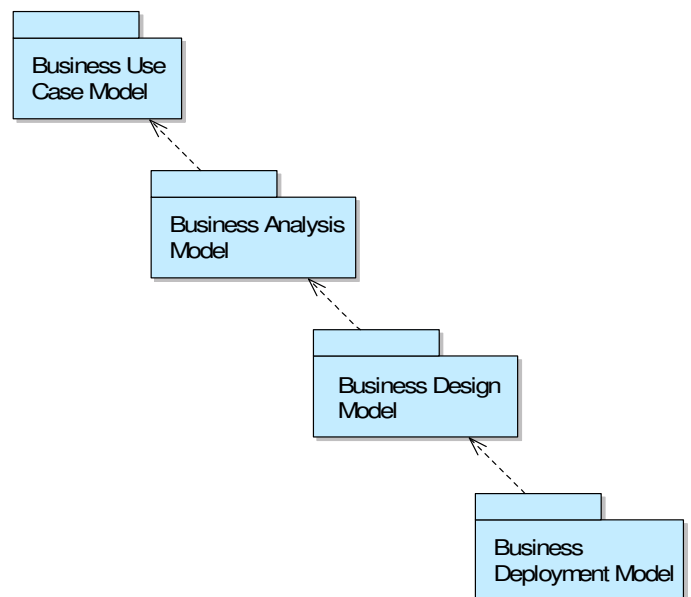 Business Use
Case Model
Business Analysis
Model
Business Design
Model
Business
Deployment Model